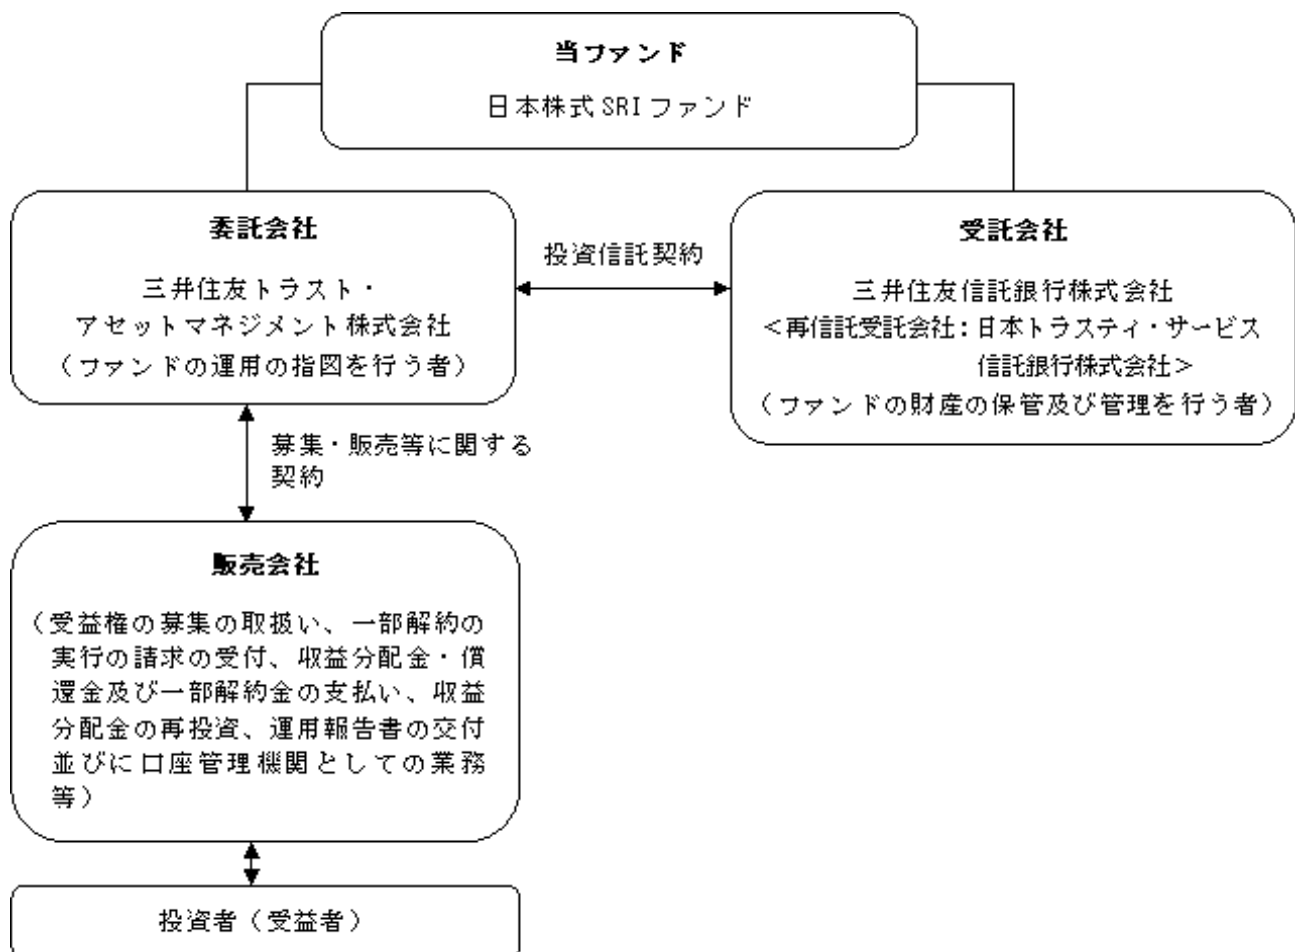 当ファンド
日本株式SRIファンド
委託会社
三井住友トラスト・
アセットマネジメント株式会社
（ファンドの運用の指図を行う者）
投資信託契約
受託会社
三井住友信託銀行株式会社
＜再信託受託会社：日本トラスティ・サービス
信託銀行株式会社＞
（ファンドの財産の保管及び管理を行う者）
募集・販売等に関する
契約
販売会社
（受益権の募集の取扱い、一部解約の
実行の請求の受付、収益分配金・償
還金及び一部解約金の支払い、収益
分配金の再投資、運用報告書の交付
並びに口座管理機関としての業務
等）
投資者（受益者）